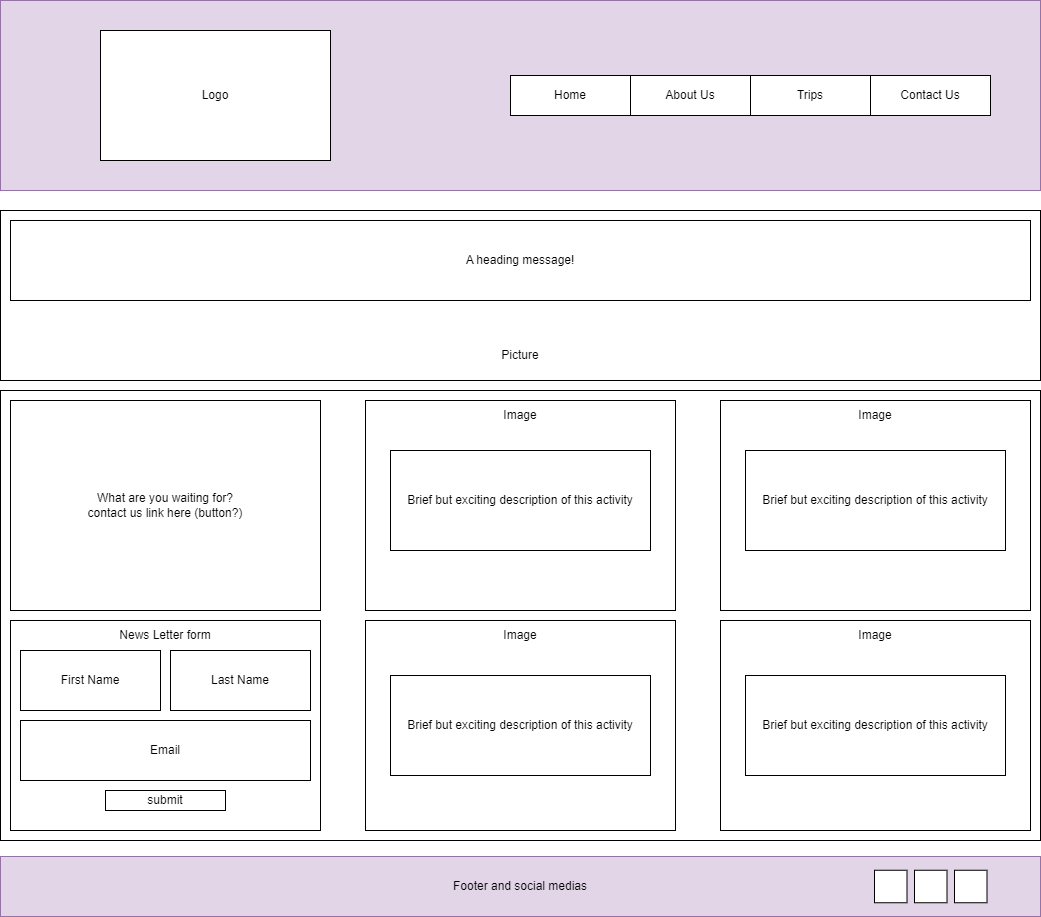 Logo
Home
About Us
Trips
Contact Us
A heading message!
Picture
What are you waiting for?
contact us link here (button?)
Image
Brief but exciting description of this activity
Image
Brief but exciting description of this activity
News Letter form
First Name
Last Name
Email
submit
Image
Brief but exciting description of this activity
Image
Brief but exciting description of this activity
Footer and social medias